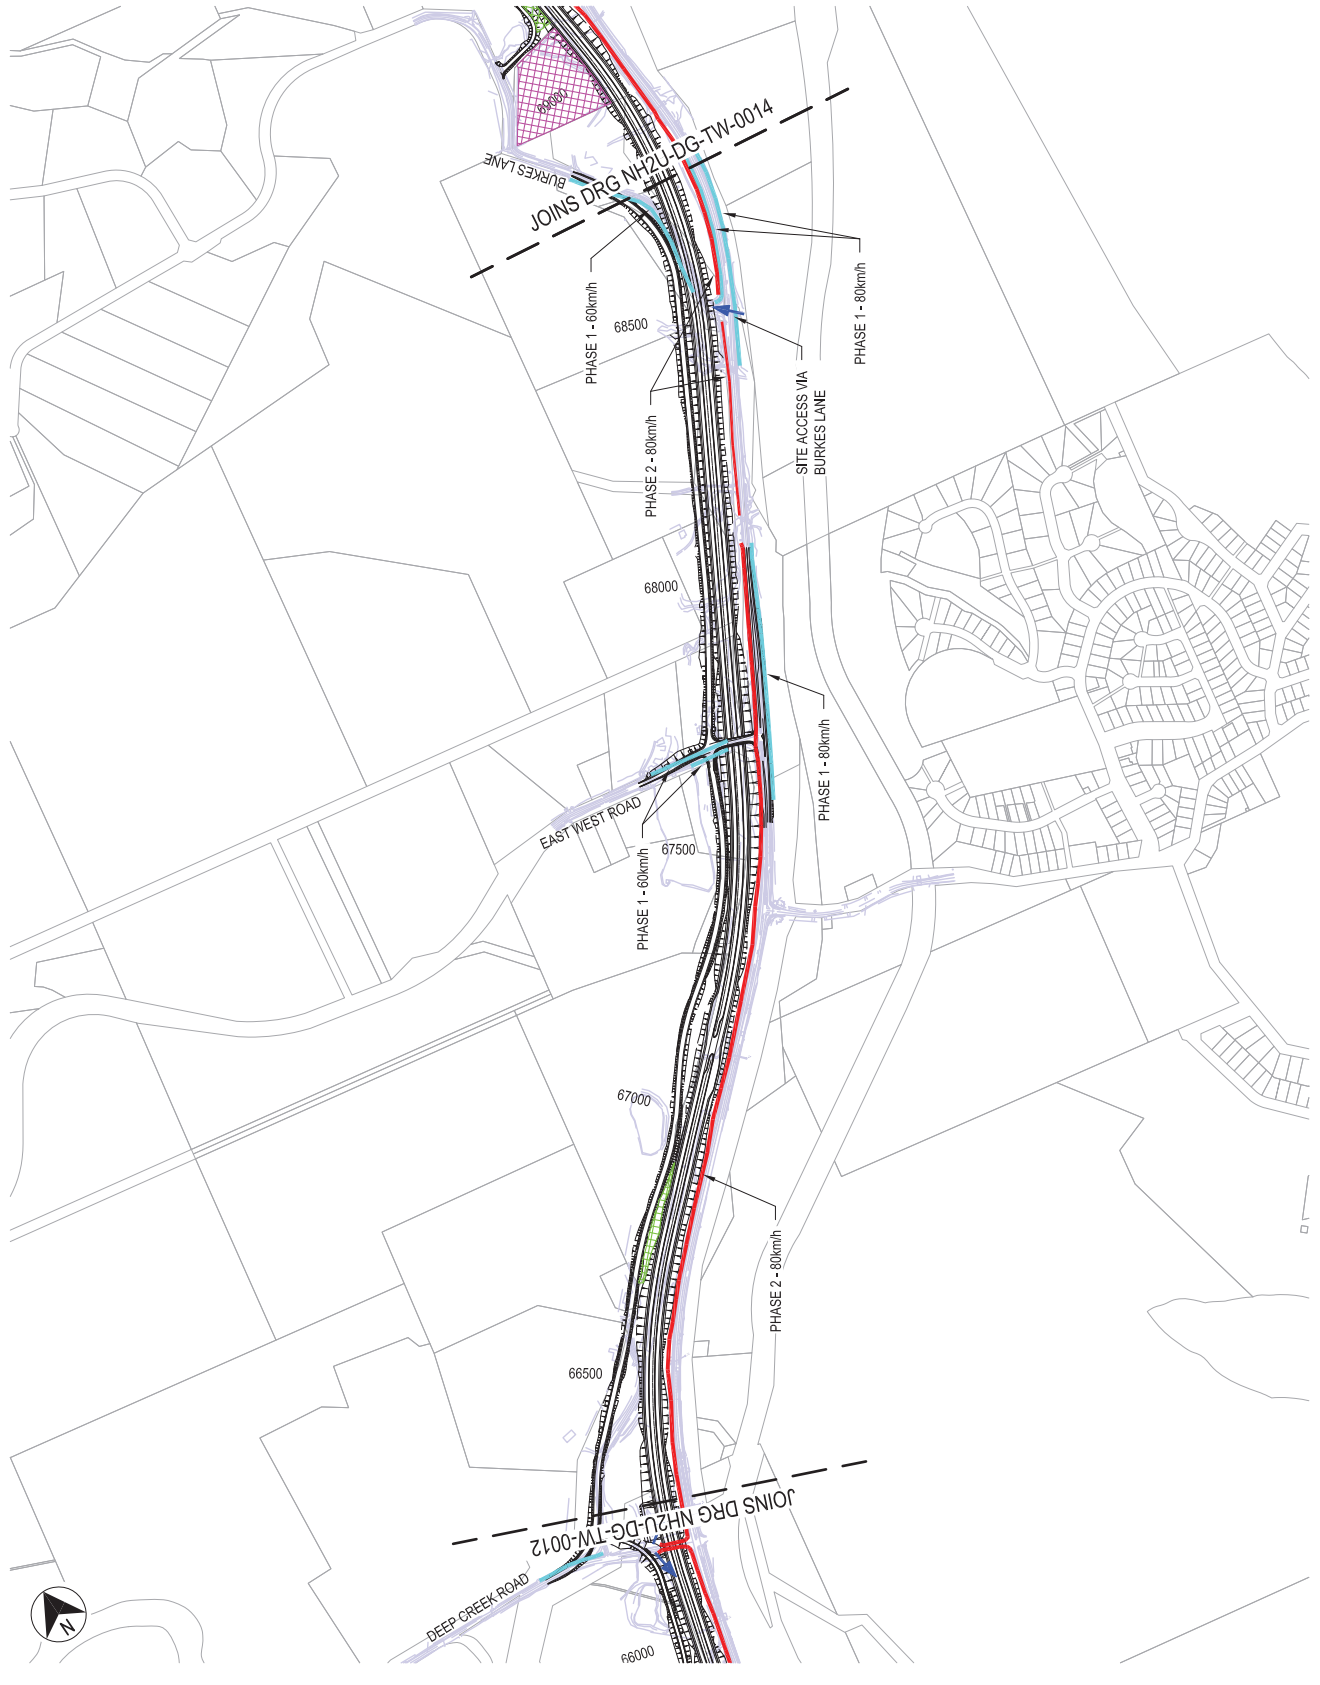 69000
BURKES LANE
JOINS DRG NH2U-DG-TW-0014
PHASE 1 - 60km/h
68500
PHASE 2 - 80km/h
SITE ACCESS VIA
BURKES LANE
PHASE 1 - 80km/h
68000
PHASE 1 - 80km/h
EAST WEST ROAD
67500
PHASE 1 - 60km/h
67000
PHASE 2 - 80km/h
66500
JOINS DRG NH2U-DG-TW-0012
DEEP CREEK ROAD
N
66000